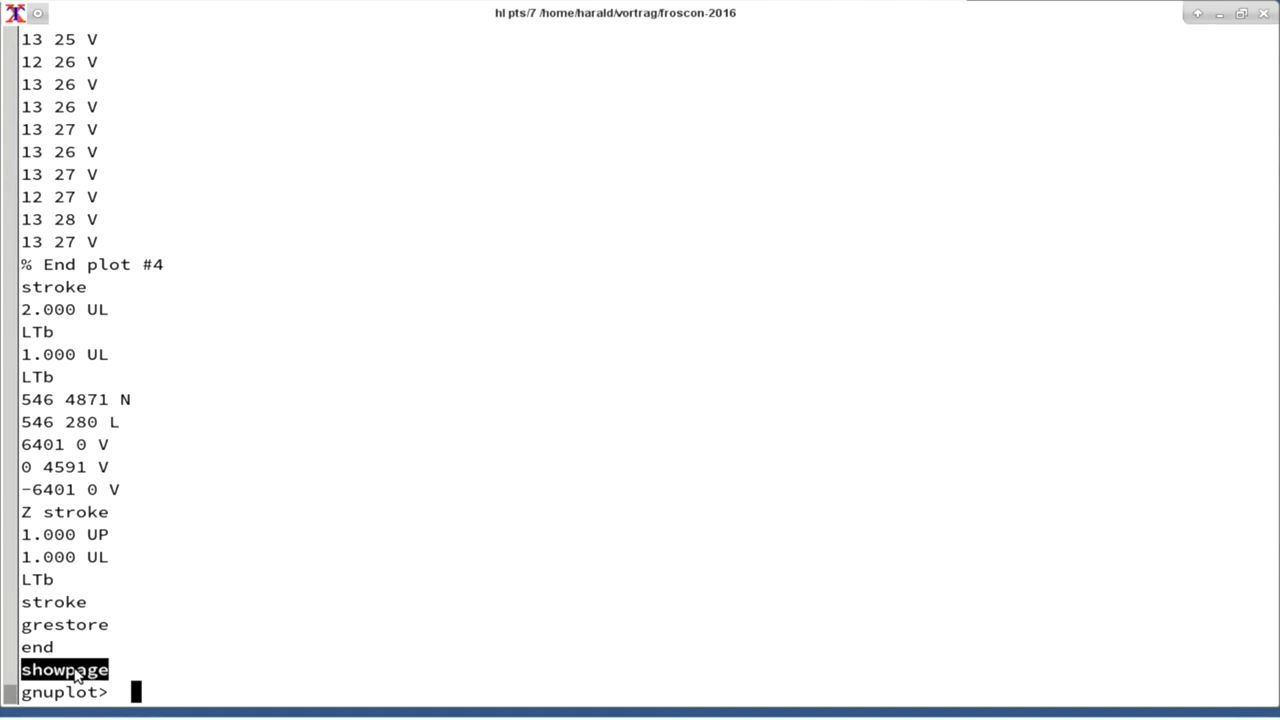 hl pts/7 /home/harald/vortrag/froscon-2016
13 25 V
12 26 V
13 26 V
13 26 V
13 27 V
13 26 V
13 27 V
12 27 V
13 28 V
13 27 V
% End plot #4
stroke
2.000 UL
LTb
1.000 UL
LTb
546 4871 N
546 280 L
6401 0 V
0 4591 V
-6401 0 V
Z stroke
1.000 UP
1.000 UL
LTb
stroke
grestore
end
showpage
gnuplot>